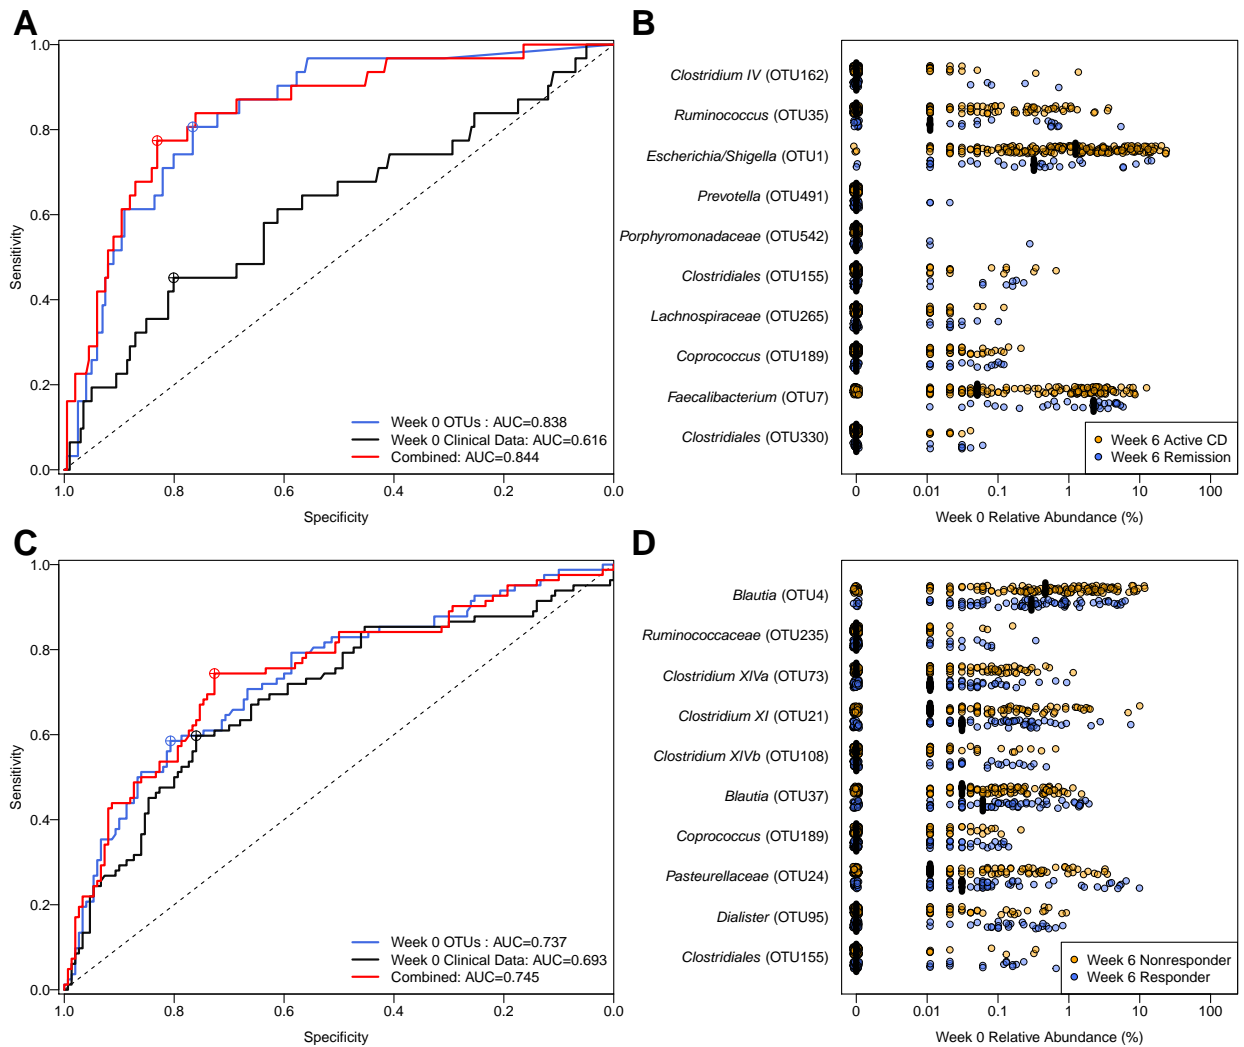 A
1.0
0.8
0.6
0.4
0.2
0.0
Sensitivity
Week 0 OTUs : AUC=0.838
Week 0 Clinical Data: AUC=0.616
Combined: AUC=0.844
1.0 0.8 0.6 0.4 0.2 0.0
Specificity
B
Clostridium IV (OTU162)
Ruminococcus (OTU35)
Escherichia/Shigella (OTU1)
Prevotella (OTU491)
Porphyromonadaceae (OTU542)
Clostridiales (OTU155)
Lachnospiraceae (OTU265)
Coprococcus (OTU189)
Faecalibacterium (OTU7)
Clostridiales (OTU330)
Week 6 Active CD
Week 6 Remission
0 0.01 0.1 1 10 100
Week 0 Relative Abundance (%)
C
1.0
0.8
0.6
0.4
0.2
0.0
Sensitivity
Week 0 OTUs : AUC=0.737
Week 0 Clinical Data: AUC=0.693
Combined: AUC=0.745
1.0 0.8 0.6 0.4 0.2 0.0
Specificity
D
Blautia (OTU4)
Ruminococcaceae (OTU235)
Clostridium XIVa (OTU73)
Clostridium XI (OTU21)
Clostridium XIVb (OTU108)
Blautia (OTU37)
Coprococcus (OTU189)
Pasteurellaceae (OTU24)
Dialister (OTU95)
Clostridiales (OTU155)
Week 6 Nonresponder
Week 6 Responder
0 0.01 0.1 1 10 100
Week 0 Relative Abundance (%)